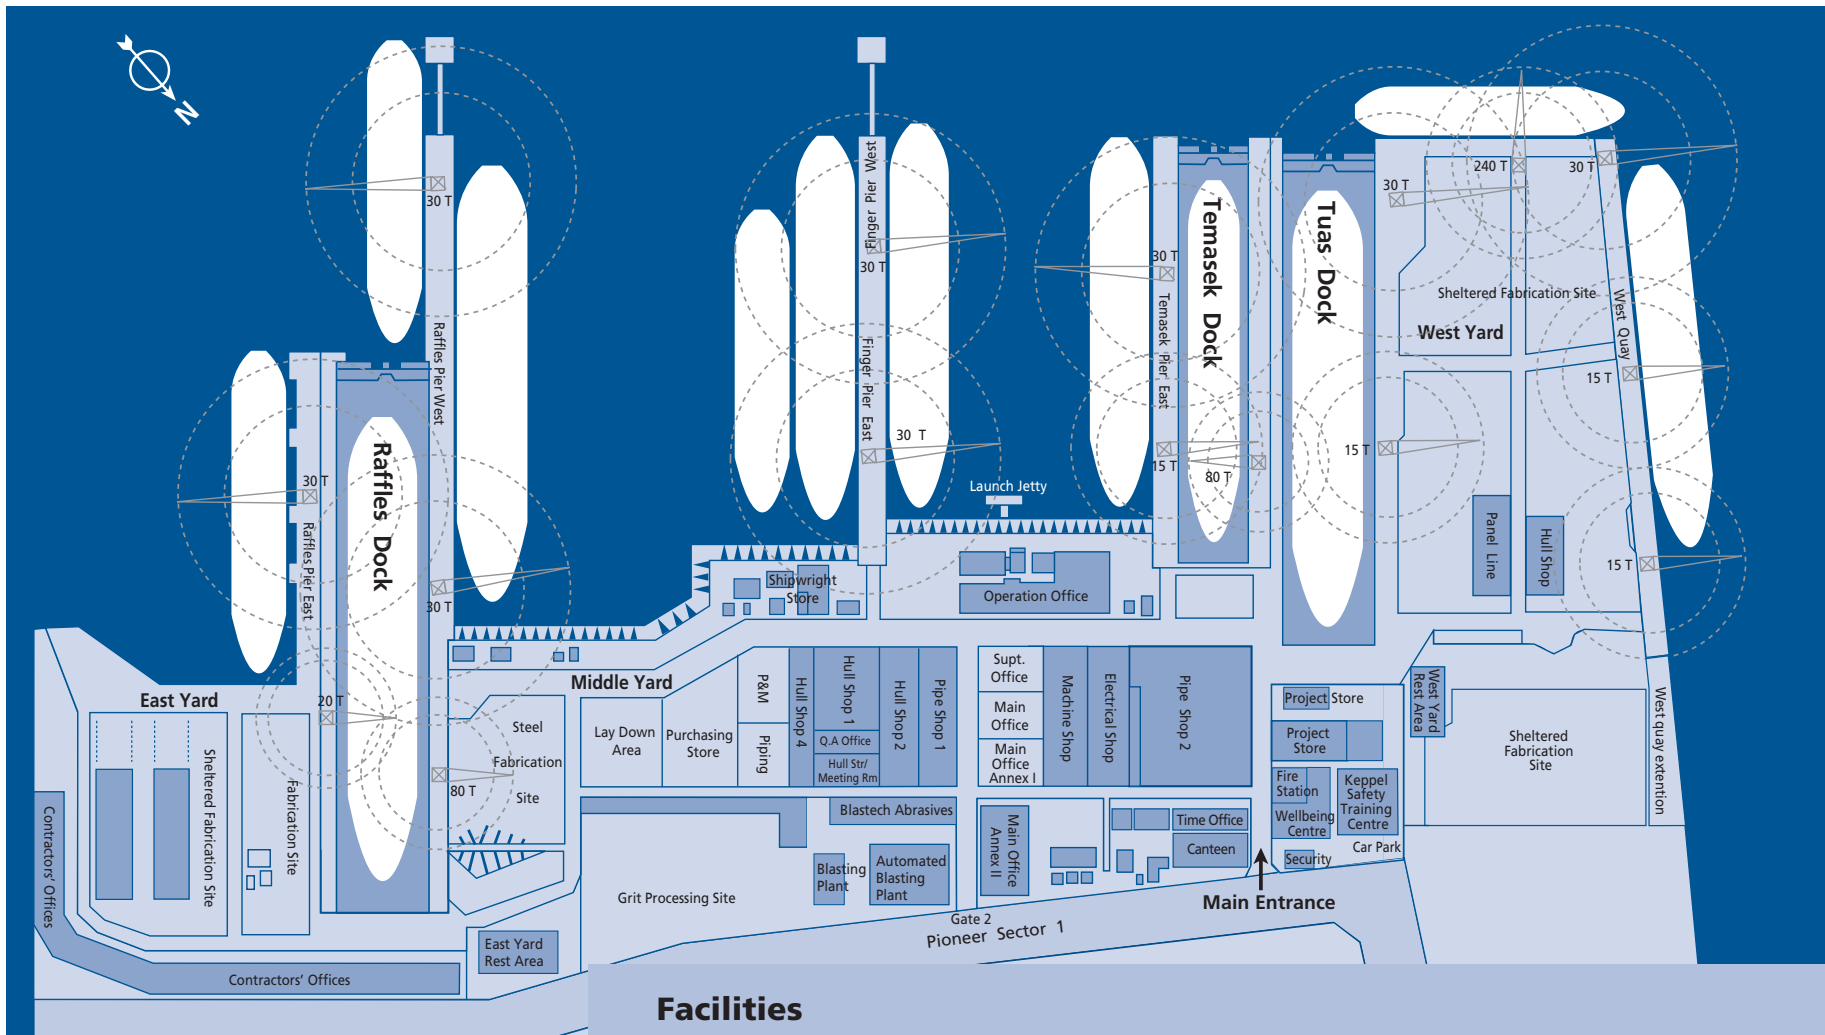 N
30 T
Raffles Pier West
30 T
Raffles Pier East
Raffles Dock
30 T
20 T
80 T
Finger Pier West
30 T
Finger Pier East
30 T
Launch Jetty
30 T
Temasek Pier East
15 T
80 T
Temasek Dock
Tuas Dock
15 T
30 T
240 T
30 T
Sheltered Fabrication Site
West Yard
West Quay
15 T
15 T
Panel Line
Hull Shop
Shipwright
Store
Operation Office
East Yard
Sheltered Fabrication Site
Fabrication Site
Contractors' Offices
Contractors' Offices
East Yard
Rest Area
Middle Yard
Steel
Fabrication
Site
Lay Down
Area
Purchasing
Store
P&M
Piping
Hull Shop 4
Hull Shop 1
Q.A Office
Hull Str/
Meeting Rm
Hull Shop 2
Pipe Shop 1
Supt.
Office
Main
Office
Main
Office
Annex I
Machine Shop
Electrical Shop
Pipe Shop 2
Grit Processing Site
Blastech Abrasives
Blasting
Plant
Automated
Blasting
Plant
Main Office
Annex II
Time Office
Canteen
Project Store
Project
Store
Fire
Station
Wellbeing
Centre
Keppel
Safety
Training
Centre
Security
Car Park
West Yard
Rest Area
Sheltered
Fabrication
Site
West quay extention
Main Entrance
Gate 2
Pioneer Sector 1
Facilities